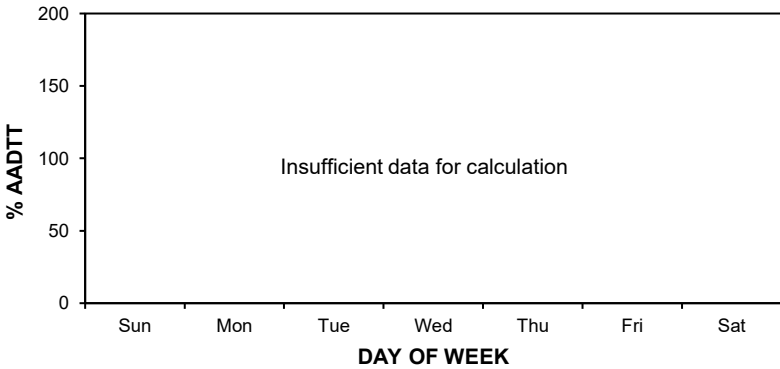 200
150
100
50
0
% AADTT
Insufficient data for calculation
Sun Mon Tue Wed Thu Fri Sat
DAY OF WEEK